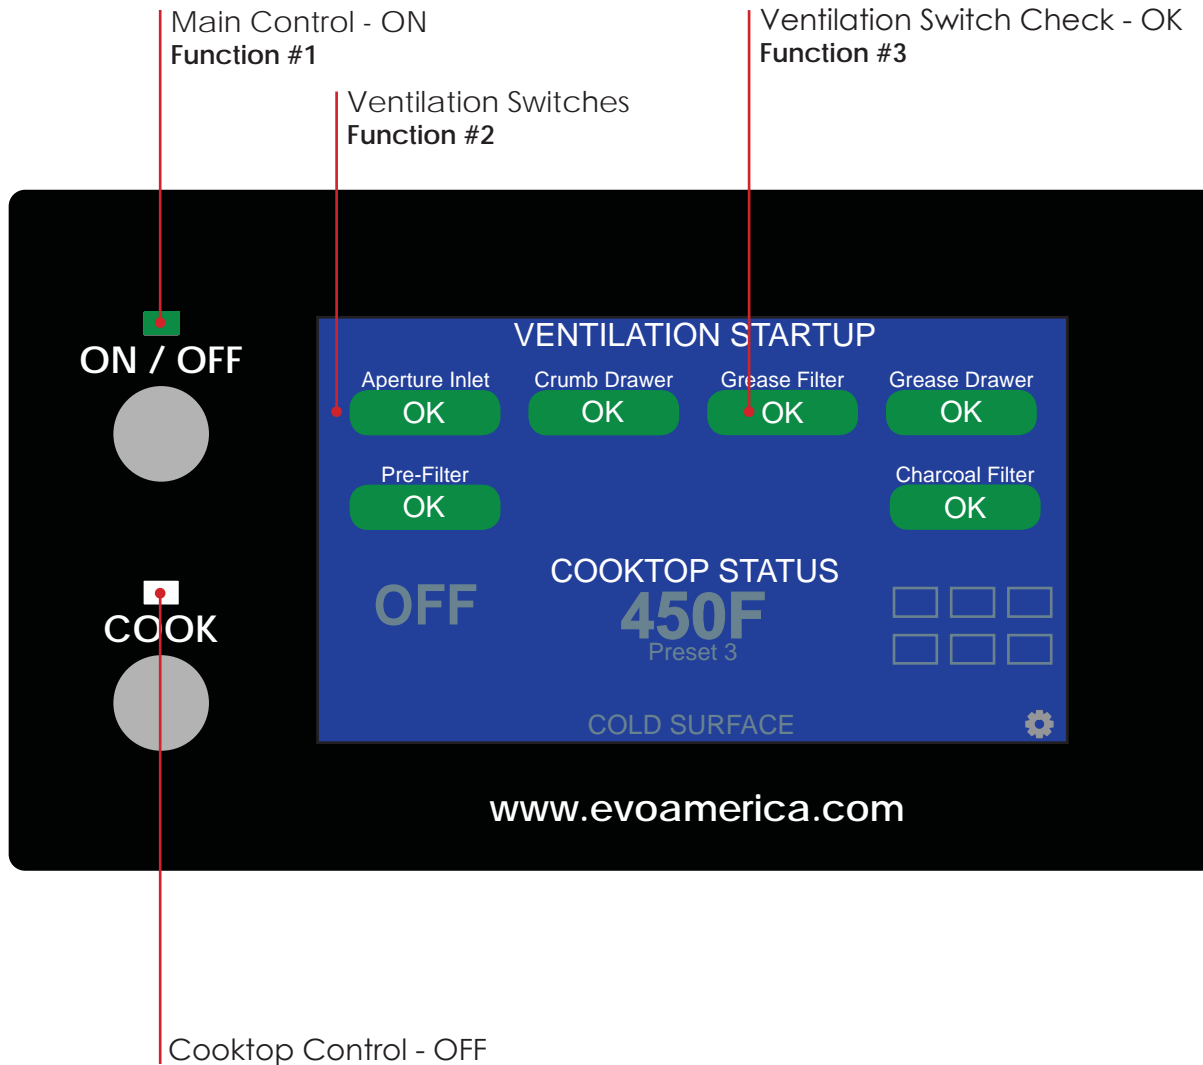 Main Control - ON
Function #1
Ventilation Switch Check - OK
Function #3
Ventilation Switches
Function #2
ON / OFF
COOK
VENTILATION STARTUP
Aperture Inlet Crumb Drawer Grease Filter Grease Drawer
OK OK OK OK
Pre-Filter Charcoal Filter
OK OK
COOKTOP STATUS
OFF 450F
Preset 3
COLD SURFACE
www.evoamerica.com
Cooktop Control - OFF